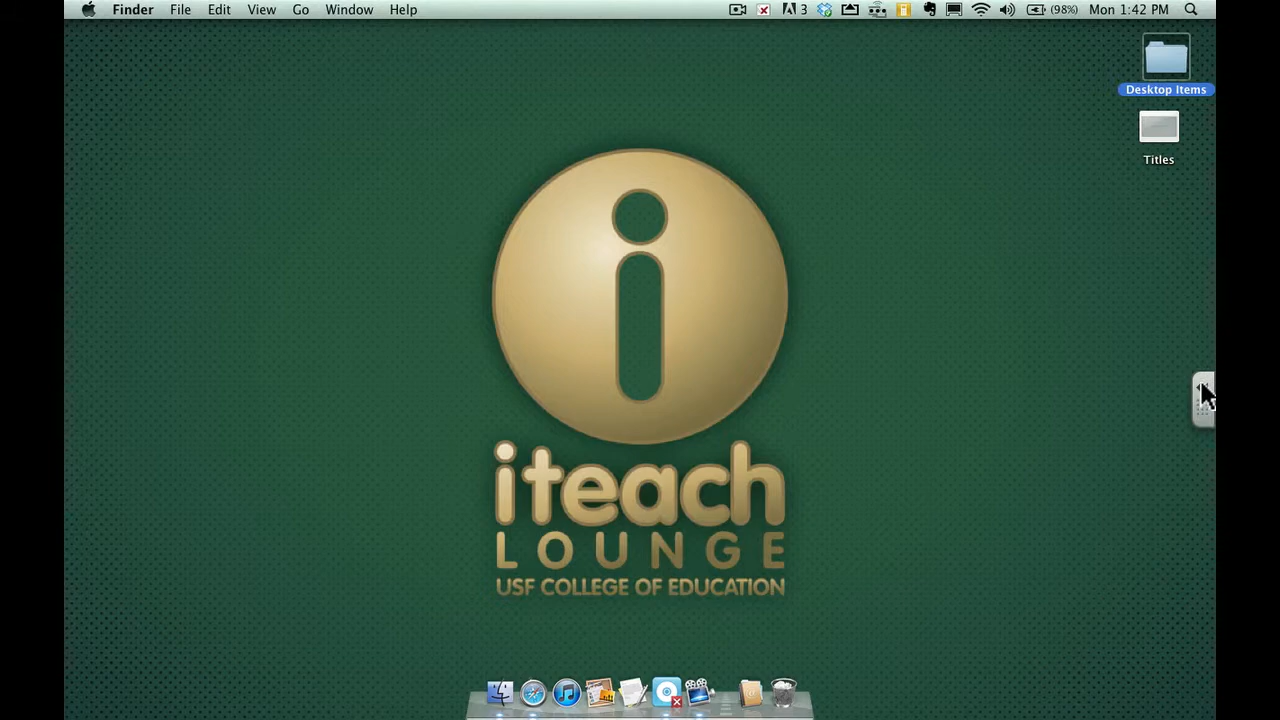 Finder File Edit View Go Window Help 3 (98%) Mon 1:42 PM
Desktop Items
Titles
i
iteach
LOUNGE
USF COLLEGE OF EDUCATION